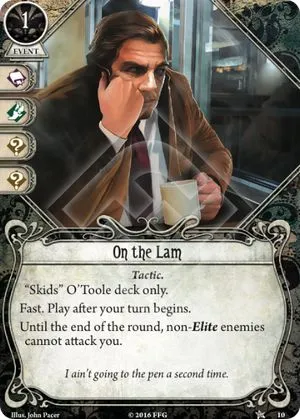 1
EVENT
?
?
On the Lam
Tactic.
“Skids” O’Toole deck only.
Fast. Play after your turn begins.
Until the end of the round, non-Elite enemies
cannot attack you.
I ain’t going to the pen a second time.
Illus. John Pacer
© 2016 FFG
10